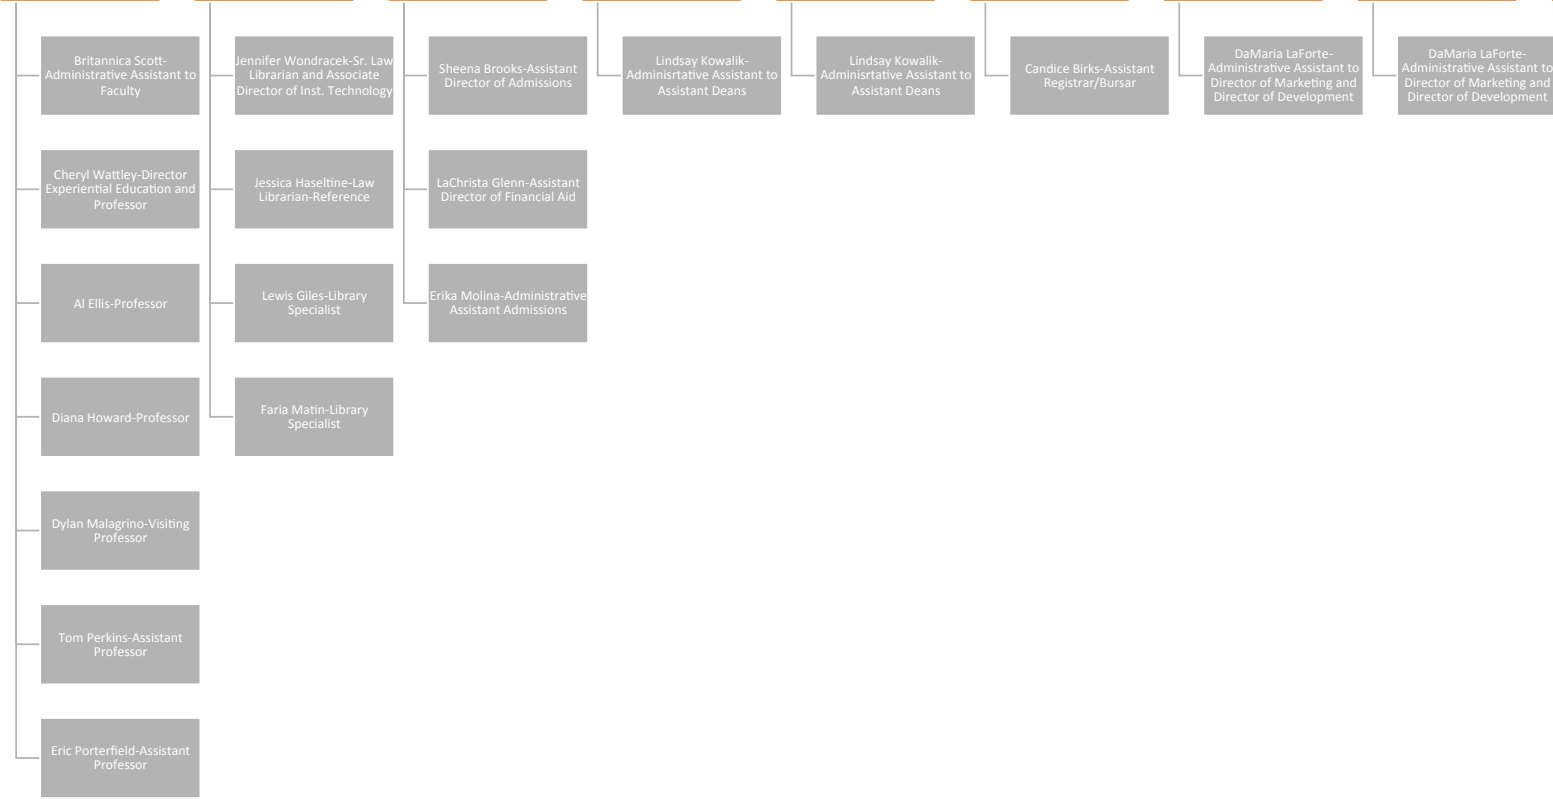 Britannica Scott-
Administrative Assistant to
Faculty
Jennifer Wondracek-Sr. Law
Librarian and Associate
Director of Inst. Technology
Sheena Brooks-Assistant
Director of Admissions
Lindsay Kowalik-
Adminisrtative Assistant to
Assistant Deans
Lindsay Kowalik-
Adminisrtative Assistant to
Assistant Deans
Candice Birks-Assistant
Registrar/Bursar
DaMaria LaForte-
Administrative Assistant to
Director of Marketing and
Director of Development
DaMaria LaForte-
Administrative Assistant to
Director of Marketing and
Director of Development
Cheryl Wattley-Director
Experiential Education and
Professor
Jessica Haseltine-Law
Librarian-Reference
LaChrista Glenn-Assistant
Director of Financial Aid
Al Ellis-Professor
Lewis Giles-Library
Specialist
Erika Molina-Administrative
Assistant Admissions
Diana Howard-Professor
Faria Matin-Library
Specialist
Dylan Malagrino-Visiting
Professor
Tom Perkins-Assistant
Professor
Eric Porterfield-Assistant
Professor